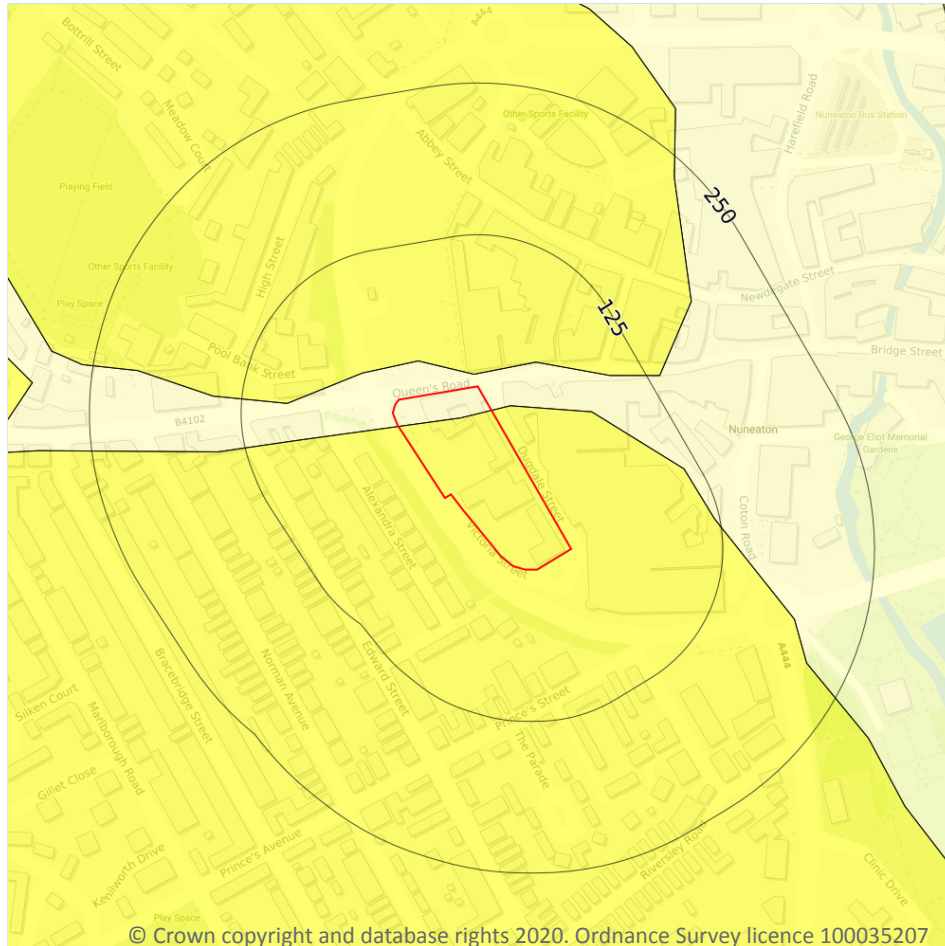 A444
Bottrill Street
Meadow Court
Other Sports Facility
Abbey Street
Harefield Road
Nuneaton Bus Station
Playing Field
250
High Street
Other Sports Facility
Play Space
Newdegate Street
125
Pool Bank Street
Bridge Street
Queen's Road
B4102
Nuneaton
George Eliot Memorial
Gardens
Dugdale Street
Alexandra Street
Coton Road
Victoria Street
A444
Edward Street
Norman Avenue
Bracebridge Street
Prince's Street
Silken Court
Marlborough Road
The Parade
Gillet Close
Riversley Road
Prince's Avenue
Kenilworth Drive
Clinic Drive
Play Space
© Crown copyright and database rights 2020. Ordnance Survey licence 100035207